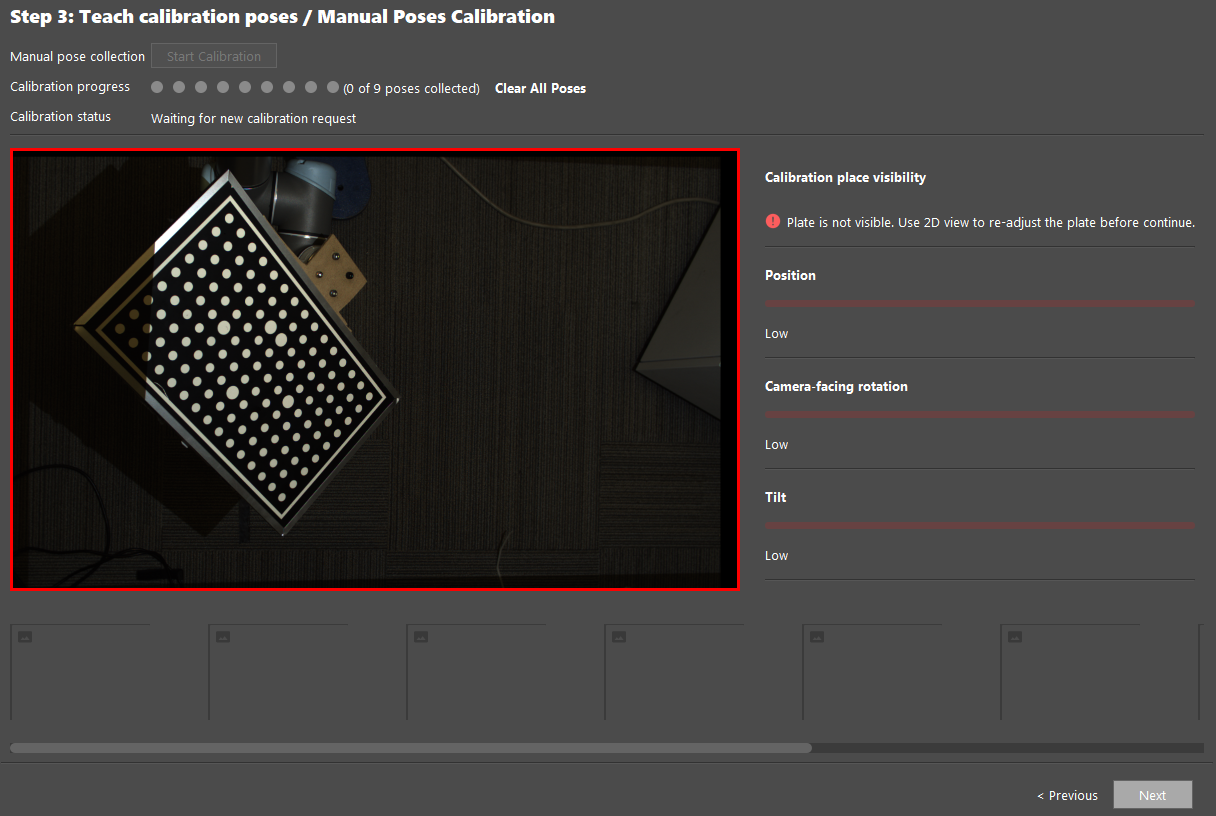 Step 3: Teach calibration poses / Manual Poses Calibration
Manual pose collection Start Calibration
Calibration progress (0 of 9 poses collected) Clear All Poses
Calibration status Waiting for new calibration request
Calibration place visibility
Plate is not visible. Use 2D view to re-adjust the plate before continue.
Position
Low
Camera-facing rotation
Low
Tilt
Low
< Previous Next